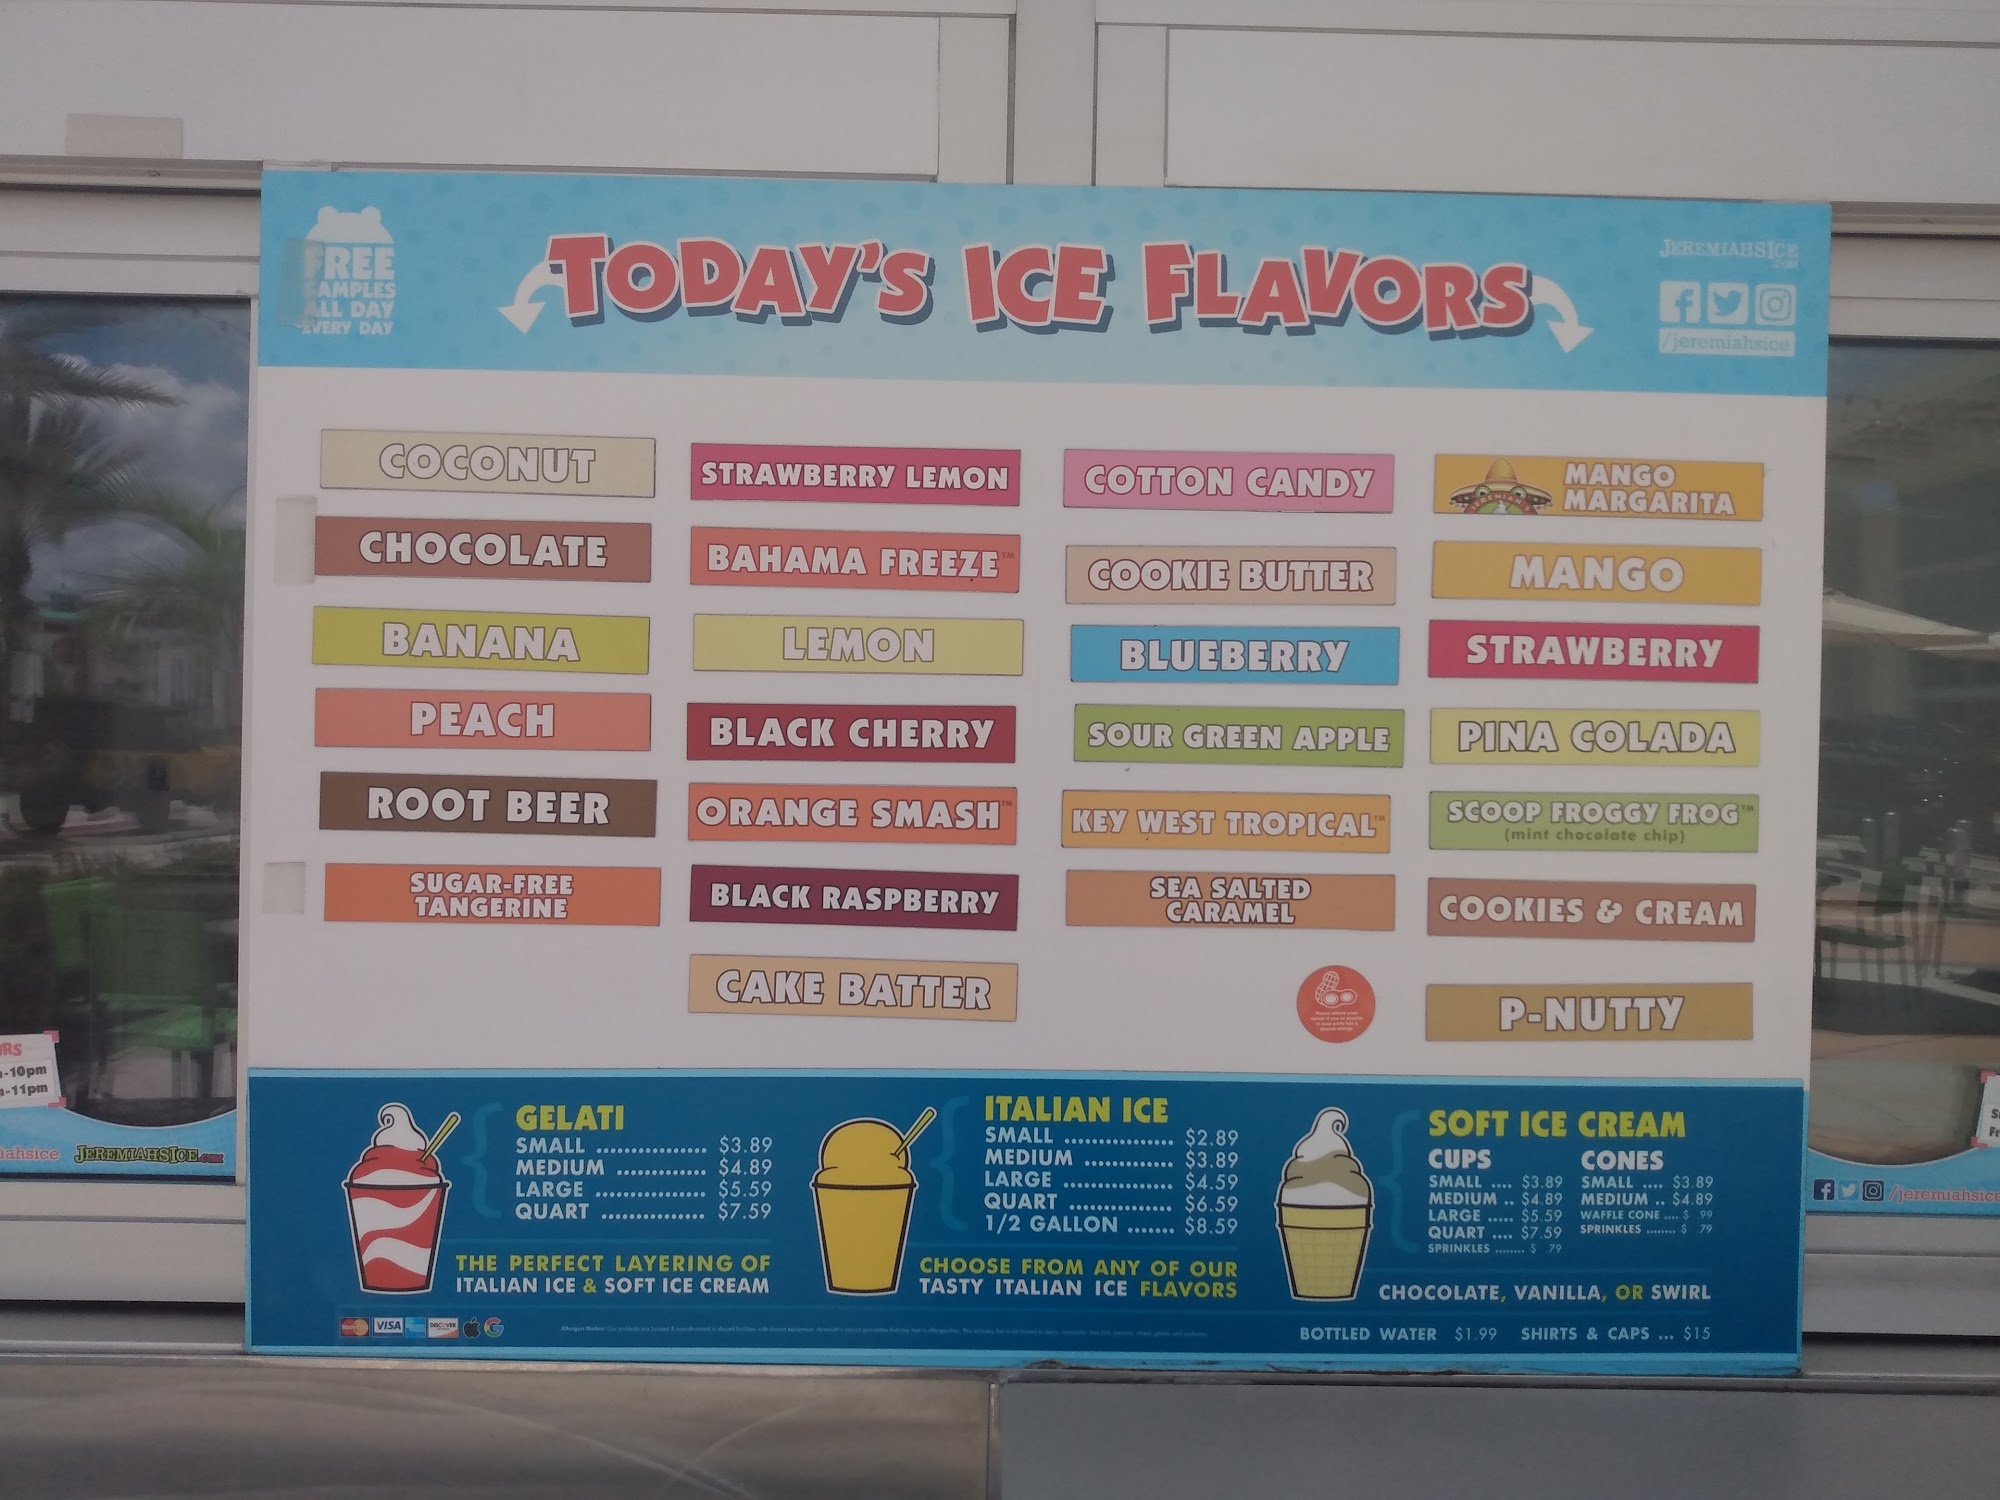 FREE
SAMPLES
ALL DAY
EVERY DAY
TODAY'S ICE FLAVORS
JEREMIAHSICE
.COM
/jeremiahsice
COCONUT
CHOCOLATE
BANANA
PEACH
ROOT BEER
SUGAR-FREE
TANGERINE
STRAWBERRY LEMON
BAHAMA FREEZE™
LEMON
BLACK CHERRY
ORANGE SMASH™
BLACK RASPBERRY
CAKE BATTER
COTTON CANDY
COOKIE BUTTER
BLUEBERRY
SOUR GREEN APPLE
KEY WEST TROPICAL™
SEA SALTED
CARAMEL
JEREMIAH'S
MANGO
MARGARITA
MANGO
STRAWBERRY
PINA COLADA
SCOOP FROGGY FROG™
(mint chocolate chip)
COOKIES & CREAM
P-NUTTY
GELATI
SMALL ................. $3.89
MEDIUM .............. $4.89
LARGE ................. $5.59
QUART ................ $7.59
THE PERFECT LAYERING OF
ITALIAN ICE & SOFT ICE CREAM
ITALIAN ICE
SMALL ................. $2.89
MEDIUM .............. $3.89
LARGE ................ $4.59
QUART ................ $6.59
1/2 GALLON ....... $8.59
CHOOSE FROM ANY OF OUR
TASTY ITALIAN ICE FLAVORS
SOFT ICE CREAM
CUPS
SMALL .... $3.89
MEDIUM .. $4.89
LARGE ..... $5.59
QUART .... $7.59
SPRINKLES ........ $ .79
CONES
SMALL .... $3.89
MEDIUM .. $4.89
WAFFLE CONE .... $ .99
SPRINKLES ........ $ .79
CHOCOLATE, VANILLA, OR SWIRL
BOTTLED WATER $1.99 SHIRTS & CAPS ... $15
VISA
DISCOVER
-10pm
-11pm
JEREMIAHSICE.COM
/jeremiahsice